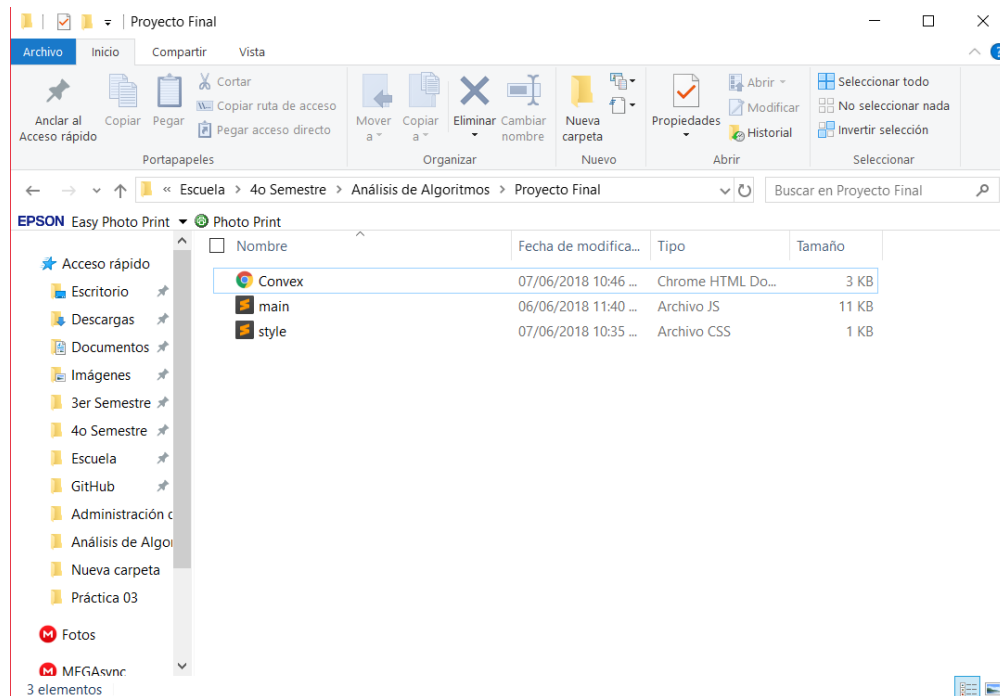 Proyecto Final
Archivo Inicio Compartir Vista
Anclar al Acceso rápido
Copiar
Pegar
Cortar
Copiar ruta de acceso
Pegar acceso directo
Portapapeles
Mover a
Copiar a
Eliminar
Cambiar nombre
Organizar
Nueva carpeta
Nuevo
Propiedades
Abrir
Modificar
Historial
Abrir
Seleccionar todo
No seleccionar nada
Invertir selección
Seleccionar
« Escuela > 4o Semestre > Análisis de Algoritmos > Proyecto Final
Buscar en Proyecto Final
EPSON Easy Photo Print Photo Print
Nombre Fecha de modifica... Tipo Tamaño
Convex 07/06/2018 10:46 ... Chrome HTML Do... 3 KB
main 06/06/2018 11:40 ... Archivo JS 11 KB
style 07/06/2018 10:35 ... Archivo CSS 1 KB
Acceso rápido
Escritorio
Descargas
Documentos
Imágenes
3er Semestre
4o Semestre
Escuela
GitHub
Administración
Análisis de Algo
Nueva carpeta
Práctica 03
Fotos
MEGAsync
3 elementos